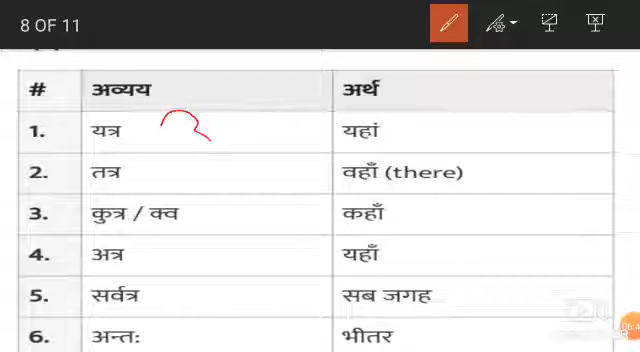 8 OF 11
# अव्यय अर्थ
1. यत्र यहां
2. तत्र वहाँ (there)
3. कुत्र / क्व कहाँ
4. अत्र यहाँ
5. सर्वत्र सब जगह
6. अन्त: भीतर